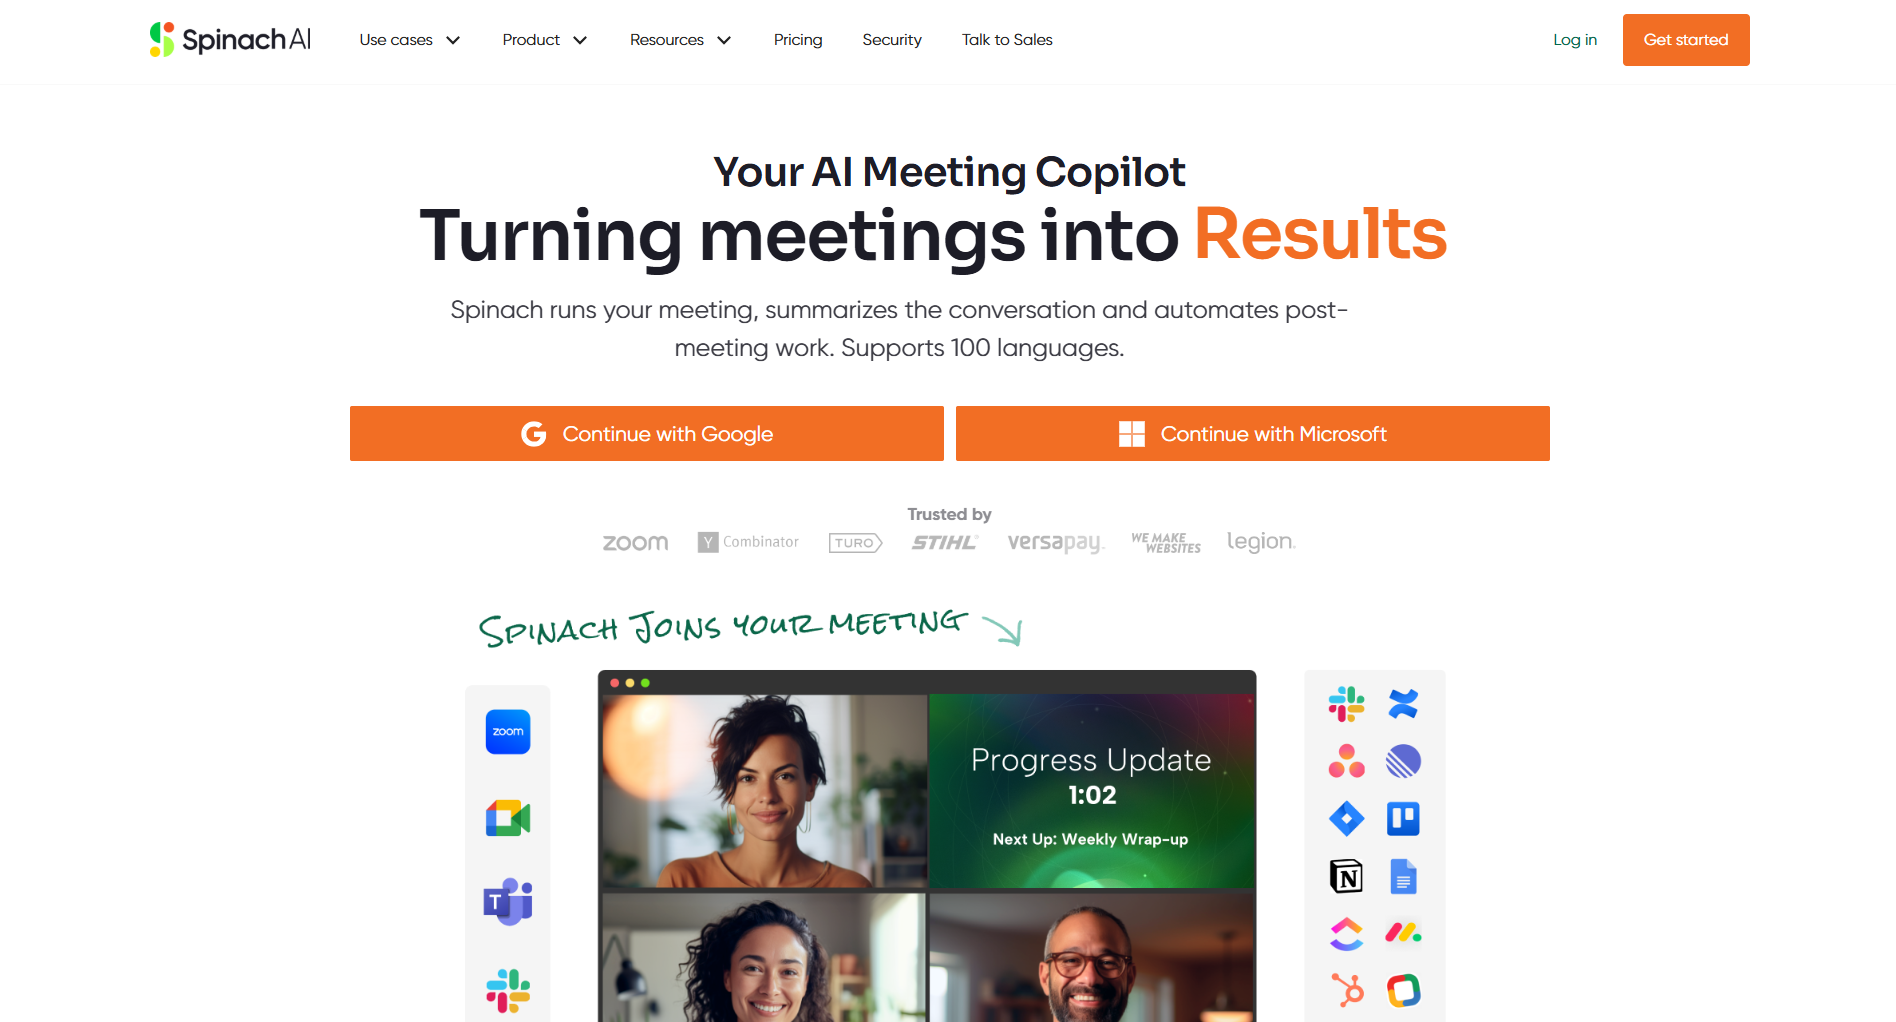 Spinach AI
Use cases
Product
Resources
Pricing
Security
Talk to Sales
Log in
Get started
Your AI Meeting Copilot
Turning meetings into Results
Spinach runs your meeting, summarizes the conversation and automates post-
meeting work. Supports 100 languages.
Continue with Google
Continue with Microsoft
Trusted by
zoom
Y Combinator
TURO
STIHL®
versapay.
WE MAKE
WEBSITES
legion.
SPINACH JOINS YOUR MEETING
zoom
T
Progress Update
1:02
Next Up: Weekly Wrap-up
N